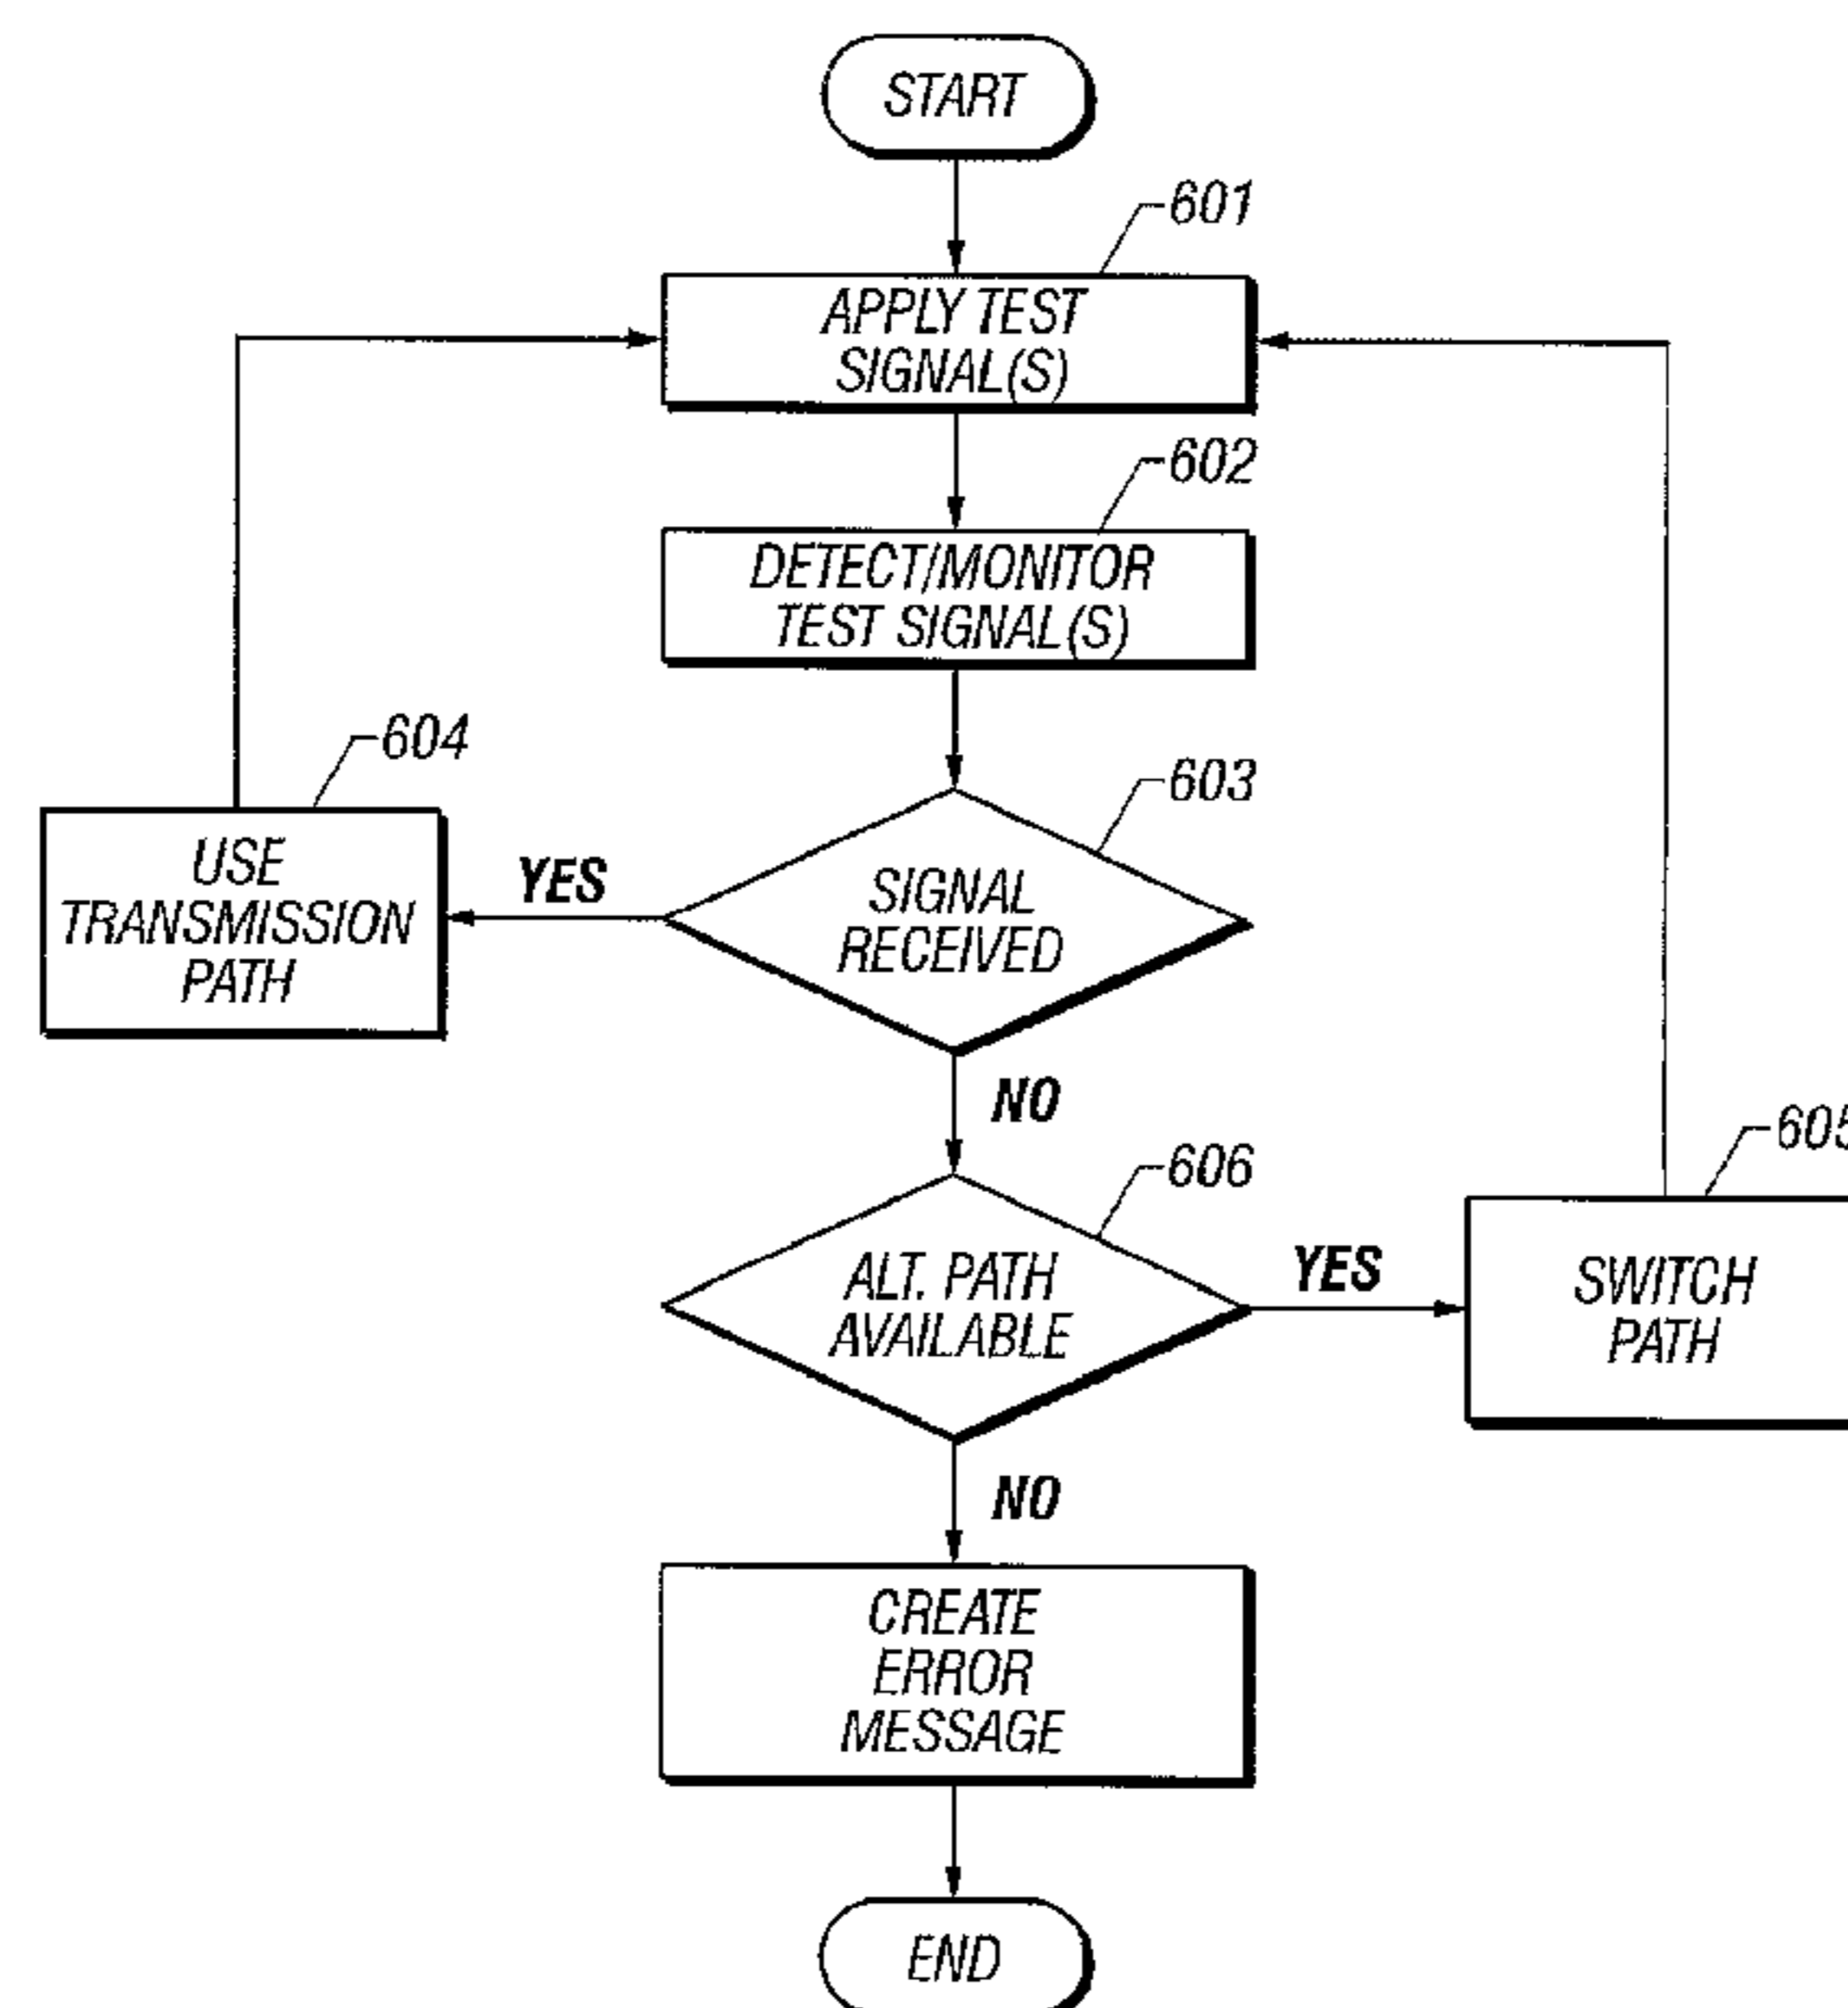 START
601
APPLY TEST
SIGNAL(S)
602
DETECT/MONITOR
TEST SIGNAL(S)
604
603
USE
TRANSMISSION
PATH
YES
SIGNAL
RECEIVED
NO
605
606
ALT. PATH
AVAILABLE
YES
SWITCH
PATH
NO
CREATE
ERROR
MESSAGE
END